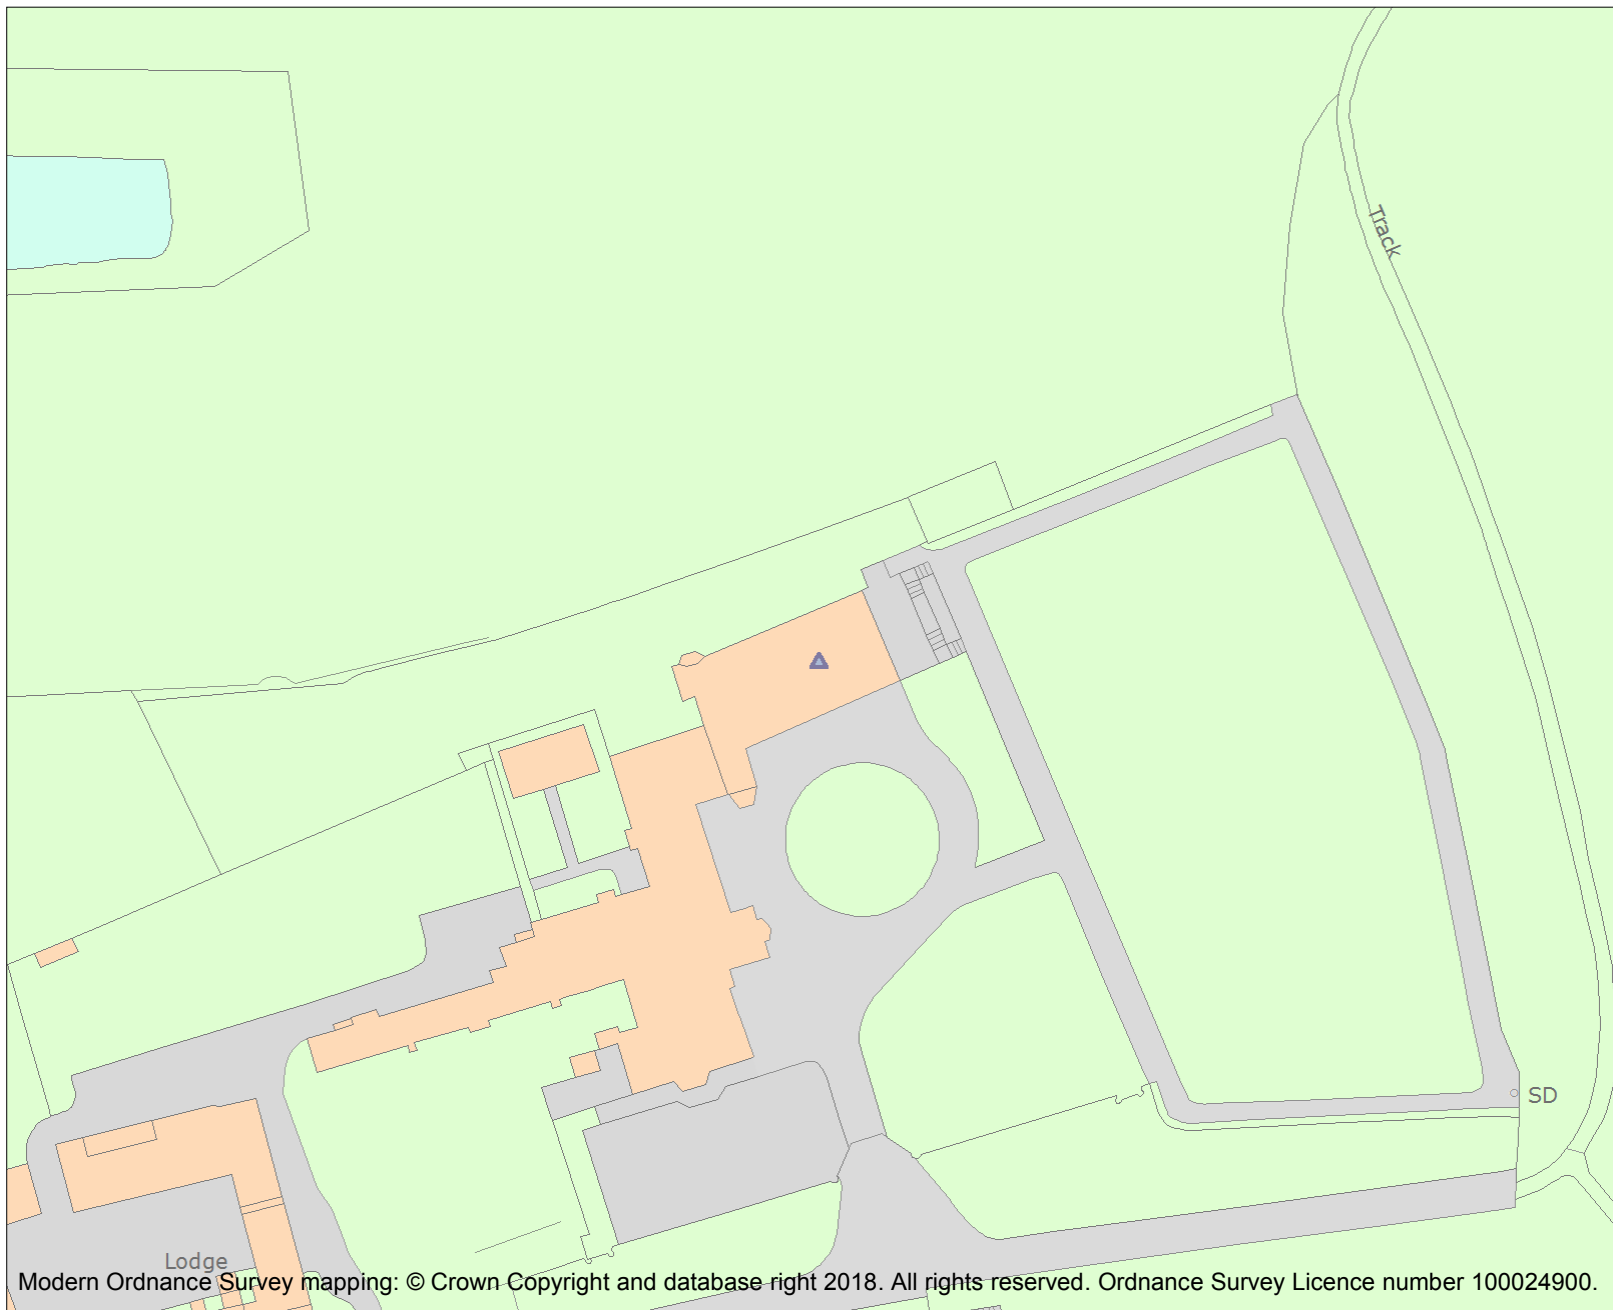 Track
SD
Lodge
Modern Ordnance Survey mapping: © Crown Copyright and database right 2018. All rights reserved. Ordnance Survey Licence number 100024900.